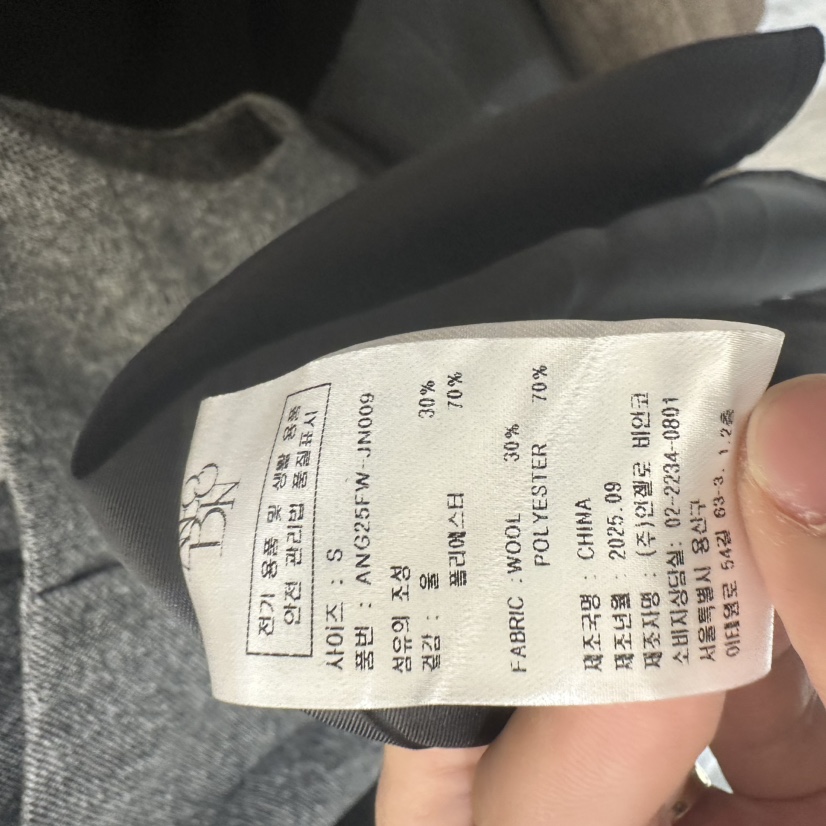 전기 용품 및 생활 용품
안전 관리법 품질표시
사이즈 : S
품번 : ANG25FW-JN009
섬유의 조성
겉감 : 울 30%
폴리에스터 70%
FABRIC : WOOL 30%
POLYESTER 70%
제조국명 : CHINA
제조년월 : 2025.09
제조자명 : (주)안젤로 비안코
소비자상담실: 02-2234-0801
서울특별시 용산구
이태원로 54길 63-3. 1.2층